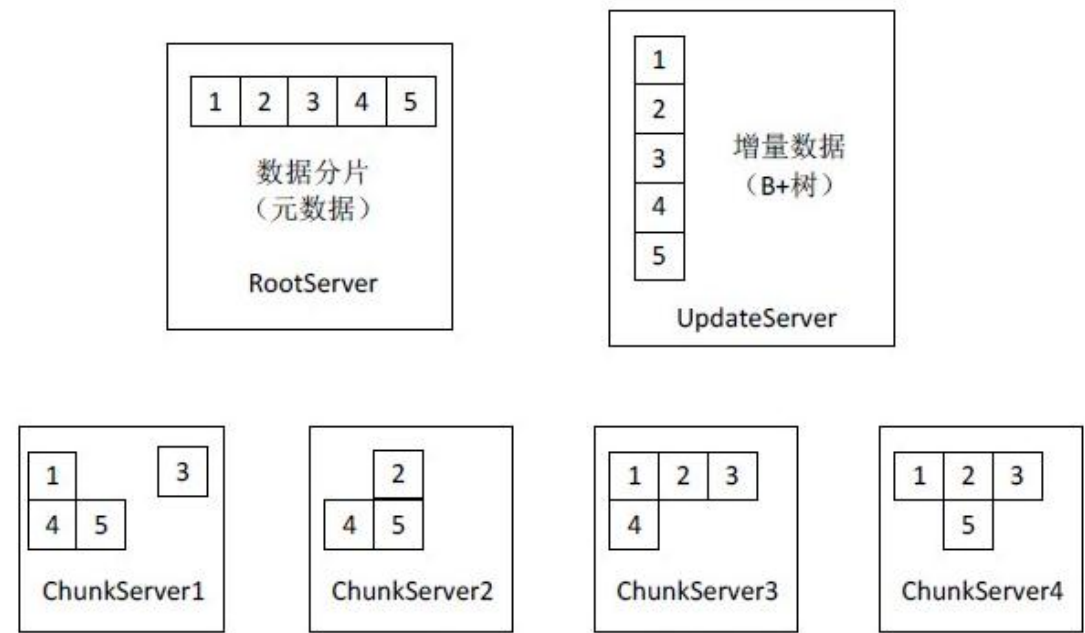 1 2 3 4 5
数据分片
（元数据）
RootServer
1
2
3
4
5
增量数据
（B+树）
UpdateServer
1 3
4 5
ChunkServer1
2
4 5
ChunkServer2
1 2 3
4
ChunkServer3
1 2 3
5
ChunkServer4